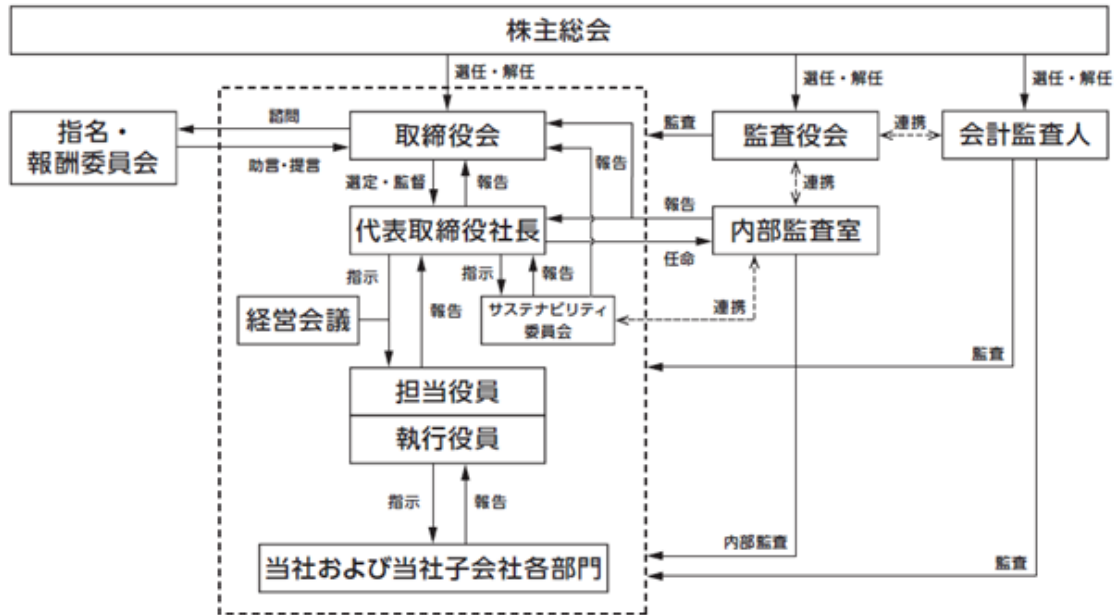 株主総会
選任・解任
選任・解任
選任・解任
指名・
報酬委員会
諮問
助言・提言
取締役会
監査
監査役会
連携
会計監査人
選定・監督
報告
報告
連携
代表取締役社長
報告
任命
内部監査室
指示
報告
指示
報告
経営会議
サステナビリティ
委員会
連携
監査
担当役員
執行役員
指示
報告
内部監査
監査
当社および当社子会社各部門